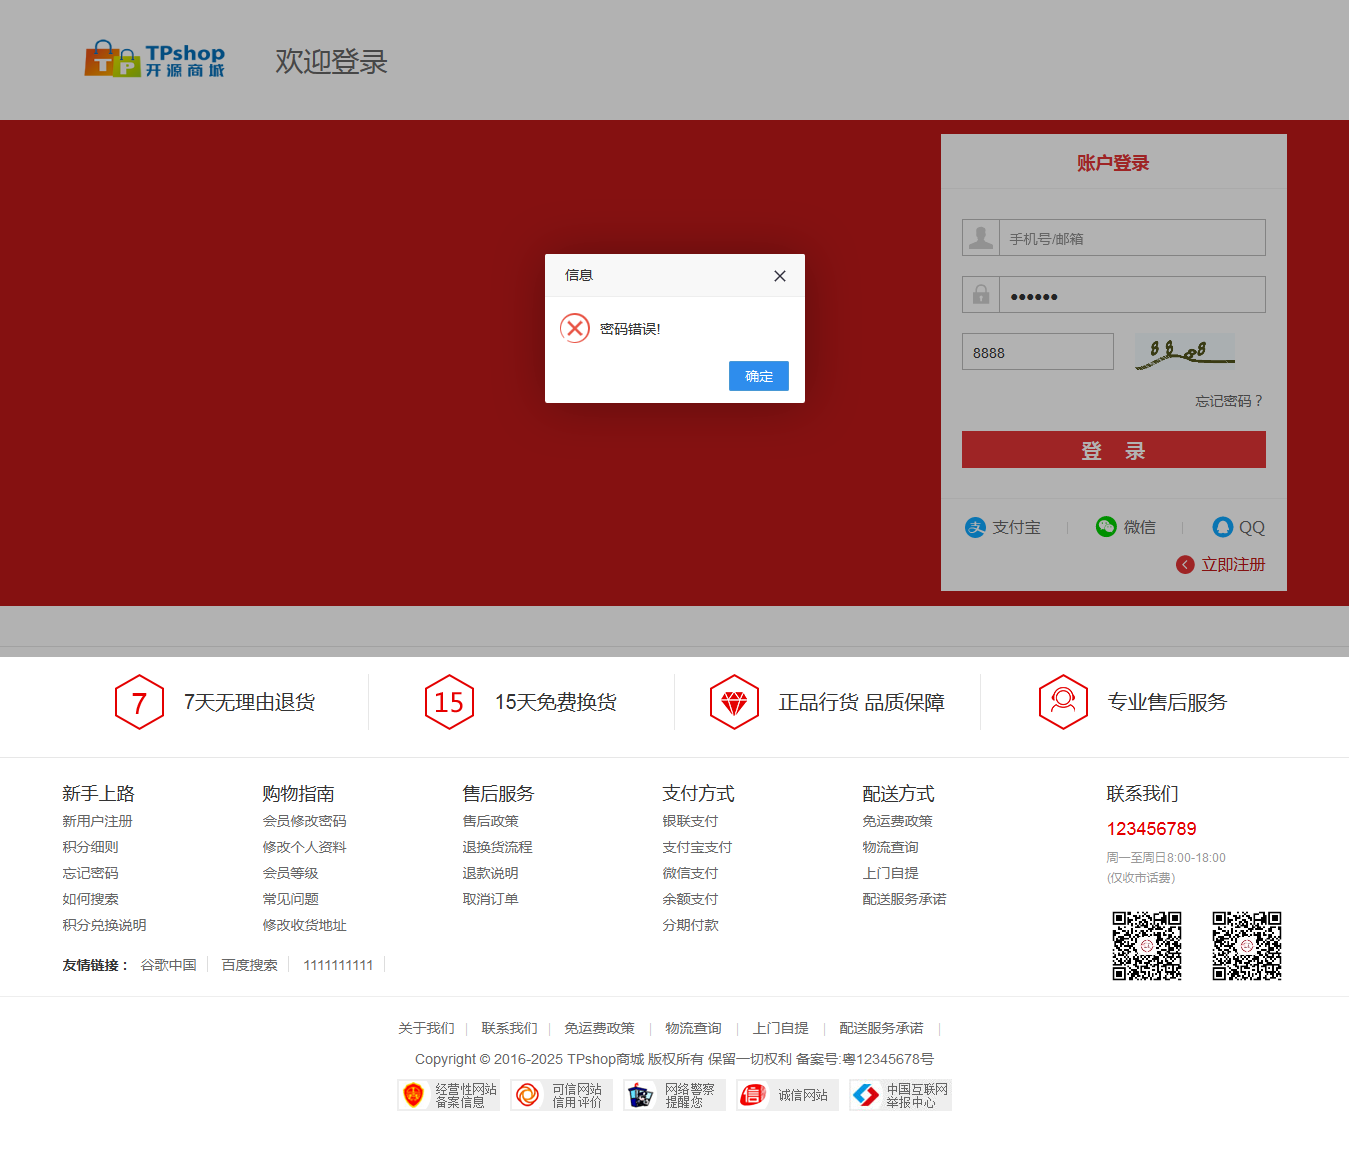 TPshop
开源商城
欢迎登录
账户登录
手机号/邮箱
••••••
8888
8888
忘记密码？
登 录
支付宝
微信
QQ
立即注册
信息
密码错误!
确定
7
7天无理由退货
15
15天免费换货
正品行货 品质保障
专业售后服务
新手上路
新用户注册
积分细则
忘记密码
如何搜索
积分兑换说明
购物指南
会员修改密码
修改个人资料
会员等级
常见问题
修改收货地址
售后服务
售后政策
退换货流程
退款说明
取消订单
支付方式
银联支付
支付宝支付
微信支付
余额支付
分期付款
配送方式
免运费政策
物流查询
上门自提
配送服务承诺
联系我们
123456789
周一至周日8:00-18:00
(仅收市话费)
友情链接： 谷歌中国 百度搜索 1111111111
关于我们 联系我们 免运费政策 物流查询 上门自提 配送服务承诺
Copyright © 2016-2025 TPshop商城 版权所有 保留一切权利 备案号:粤12345678号
经营性网站
备案信息
可信网站
信用评价
网络警察
提醒您
诚信网站
中国互联网
举报中心